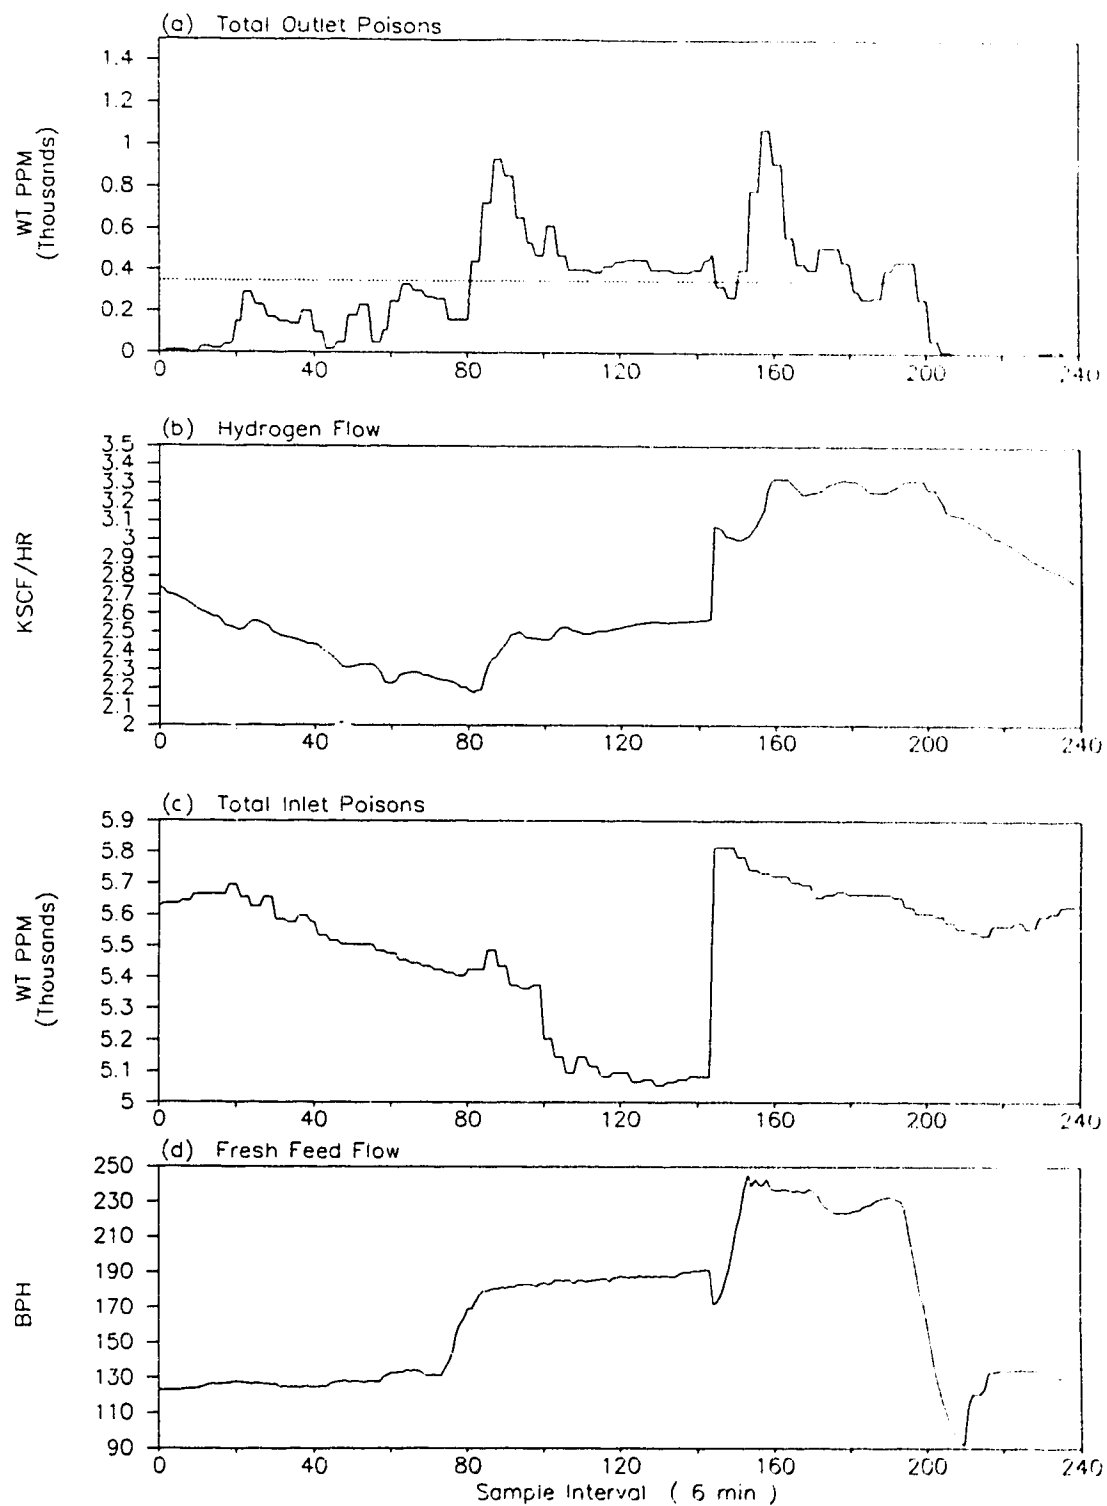 (a) Total Outlet Poisons
WT PPM
(Thousands)
1.4
1.2
1
0.8
0.6
0.4
0.2
0
0 40 80 120 160 200 240
(b) Hydrogen Flow
KSCF/HR
3.5
3.4
3.3
3.2
3.1
3
2.9
2.8
2.7
2.6
2.5
2.4
2.3
2.2
2.1
2
0 40 80 120 160 200 240
(c) Total Inlet Poisons
WT PPM
(Thousands)
5.9
5.8
5.7
5.6
5.5
5.4
5.3
5.2
5.1
5
0 40 80 120 160 200 240
(d) Fresh Feed Flow
BPH
250
230
210
190
170
150
130
110
90
0 40 80 120 160 200 240
Sample Interval ( 6 min )